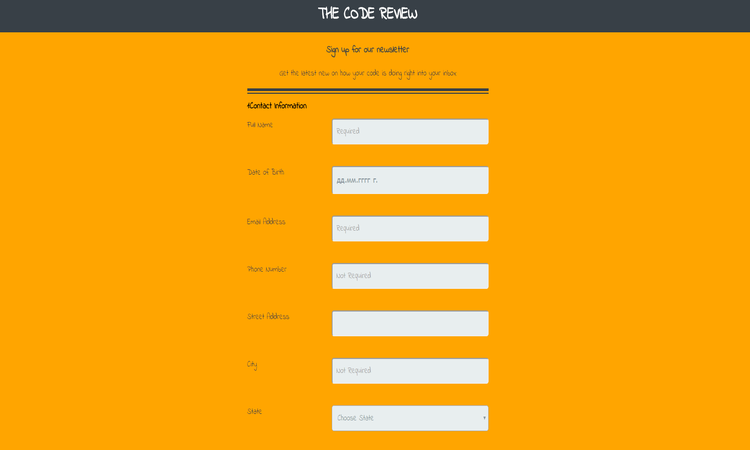 THE CODE REVIEW
Sign up for our newsletter
Get the latest new on how your code is doing right into your inbox
*Contact Information
Full Name
Required
Date of Birth
дд.мм.гггг г.
Email Address
Required
Phone Number
Not Required
Street Address
City
Not Required
State
Choose State